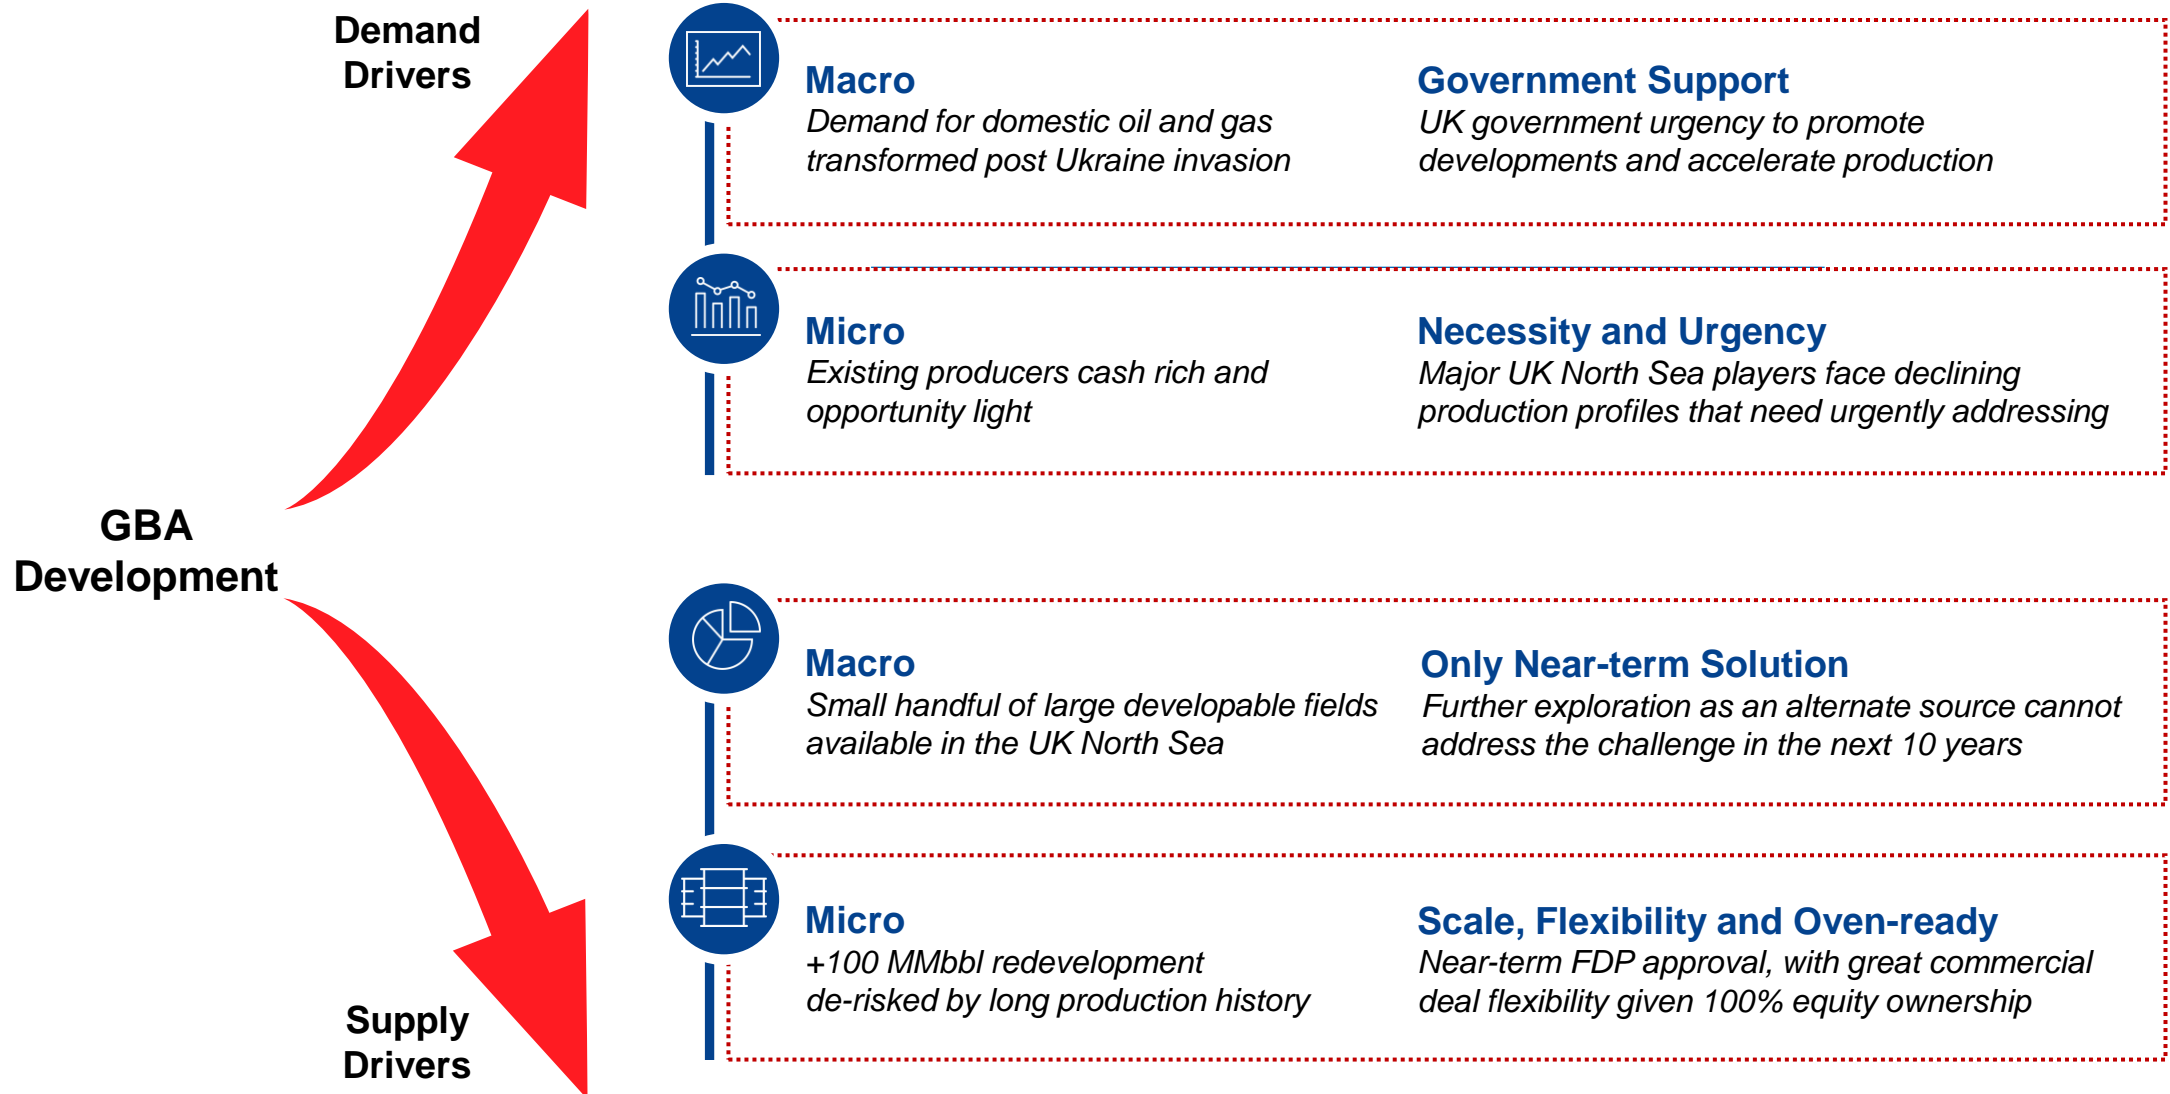 Demand
Drivers
Macro
Demand for domestic oil and gas
transformed post Ukraine invasion
Government Support
UK government urgency to promote
developments and accelerate production
Micro
Existing producers cash rich and
opportunity light
Necessity and Urgency
Major UK North Sea players face declining
production profiles that need urgently addressing
GBA
Development
Macro
Small handful of large developable fields
available in the UK North Sea
Only Near-term Solution
Further exploration as an alternate source cannot
address the challenge in the next 10 years
Micro
+100 MMbbl redevelopment
de-risked by long production history
Scale, Flexibility and Oven-ready
Near-term FDP approval, with great commercial
deal flexibility given 100% equity ownership
Supply
Drivers